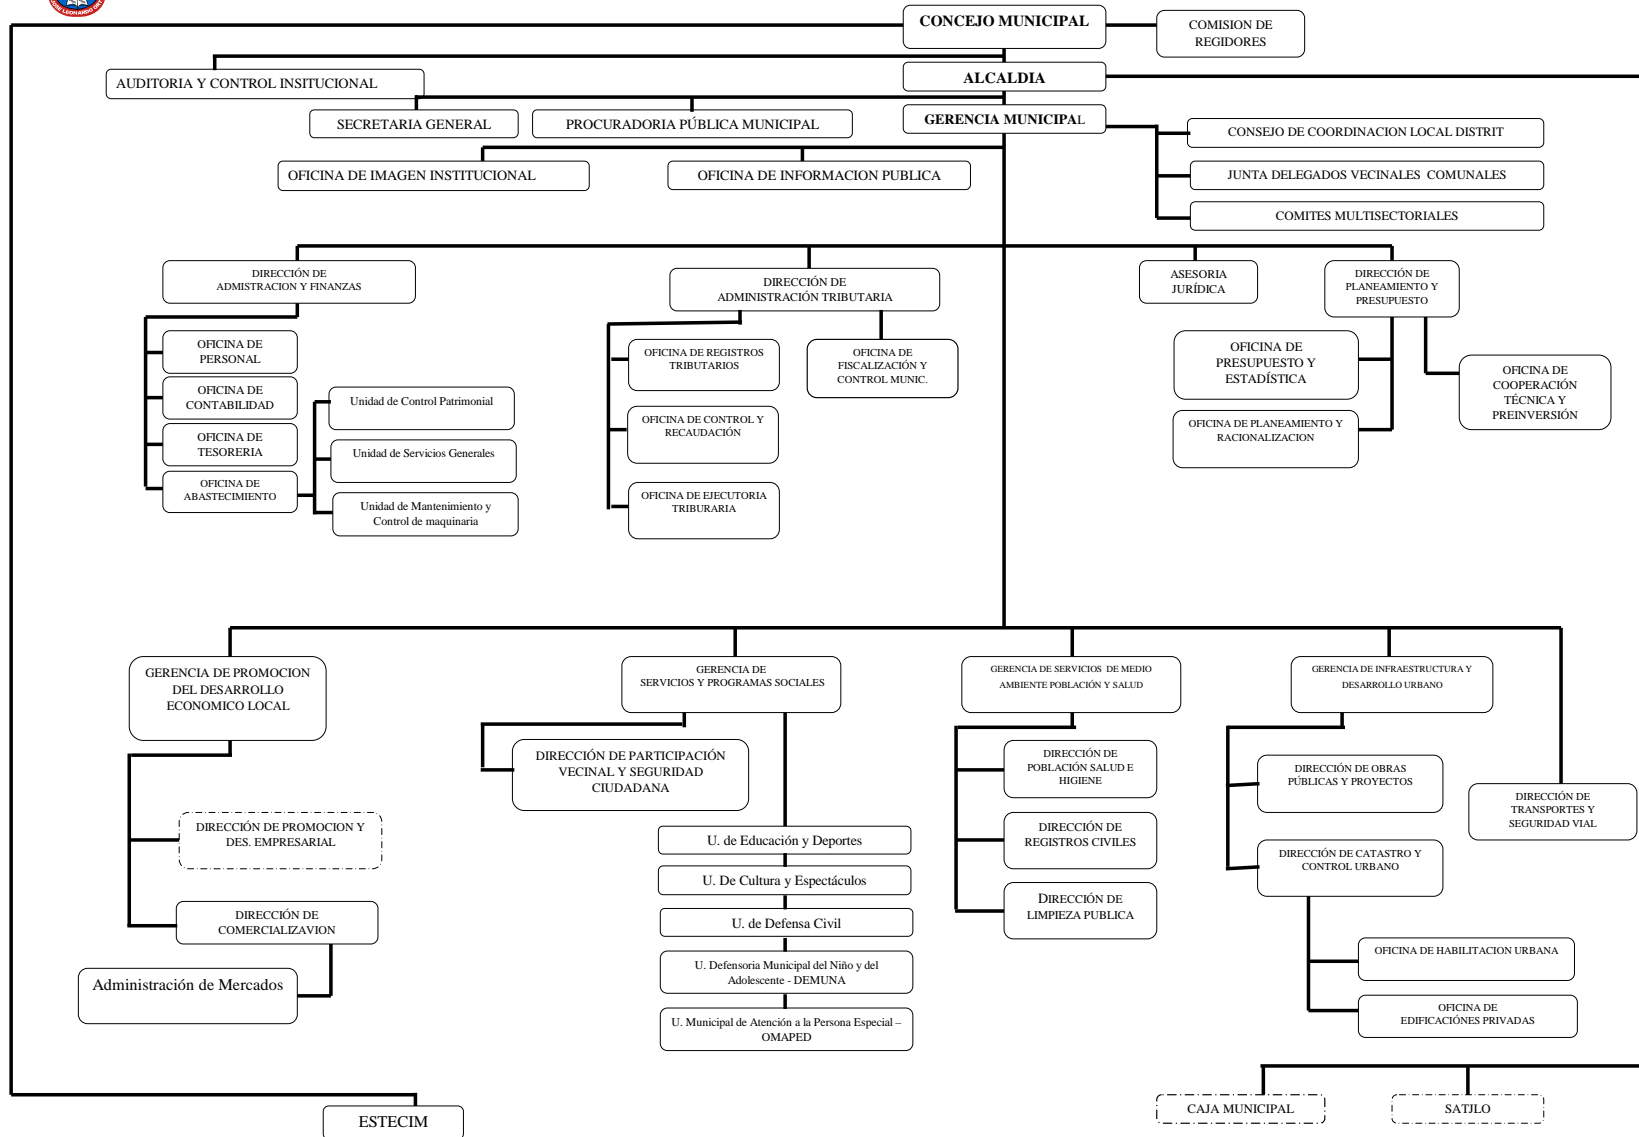 JOSE LEONARDO ORT
CONCEJO MUNICIPAL
COMISION DE
REGIDORES
AUDITORIA Y CONTROL INSITUCIONAL
ALCALDIA
SECRETARIA GENERAL
PROCURADORIA PÚBLICA MUNICIPAL
GERENCIA MUNICIPAL
CONSEJO DE COORDINACION LOCAL DISTRIT
OFICINA DE IMAGEN INSTITUCIONAL
OFICINA DE INFORMACION PUBLICA
JUNTA DELEGADOS VECINALES COMUNALES
COMITES MULTISECTORIALES
DIRECCIÓN DE
ADMSTRACION Y FINANZAS
DIRECCIÓN DE
ADMINISTRACIÓN TRIBUTARIA
ASESORIA
JURÍDICA
DIRECCIÓN DE
PLANEAMIENTO Y
PRESUPUESTO
OFICINA DE
PERSONAL
OFICINA DE
CONTABILIDAD
OFICINA DE
TESORERIA
OFICINA DE
ABASTECIMIENTO
Unidad de Control Patrimonial
Unidad de Servicios Generales
Unidad de Mantenimiento y
Control de maquinaria
OFICINA DE REGISTROS
TRIBUTARIOS
OFICINA DE CONTROL Y
RECAUDACIÓN
OFICINA DE EJECUTORIA
TRIBURARIA
OFICINA DE
FISCALIZACIÓN Y
CONTROL MUNIC.
OFICINA DE
PRESUPUESTO Y
ESTADÍSTICA
OFICINA DE PLANEAMIENTO Y
RACIONALIZACION
OFICINA DE
COOPERACIÓN
TÉCNICA Y
PREINVERSIÓN
GERENCIA DE PROMOCION
DEL DESARROLLO
ECONOMICO LOCAL
DIRECCIÓN DE PROMOCION Y
DES. EMPRESARIAL
DIRECCIÓN DE
COMERCIALIZAVION
Administración de Mercados
GERENCIA DE
SERVICIOS Y PROGRAMAS SOCIALES
DIRECCIÓN DE PARTICIPACIÓN
VECINAL Y SEGURIDAD
CIUDADANA
U. de Educación y Deportes
U. De Cultura y Espectáculos
U. de Defensa Civil
U. Defensoria Municipal del Niño y del
Adolescente - DEMUNA
U. Municipal de Atención a la Persona Especial –
OMAPED
GERENCIA DE SERVICIOS DE MEDIO
AMBIENTE POBLACIÓN Y SALUD
DIRECCIÓN DE
POBLACIÓN SALUD E
HIGIENE
DIRECCIÓN DE
REGISTROS CIVILES
DIRECCIÓN DE
LIMPIEZA PUBLICA
GERENCIA DE INFRAESTRUCTURA Y
DESARROLLO URBANO
DIRECCIÓN DE OBRAS
PÚBLICAS Y PROYECTOS
DIRECCIÓN DE CATASTRO Y
CONTROL URBANO
OFICINA DE HABILITACION URBANA
OFICINA DE
EDIFICACIÓNES PRIVADAS
DIRECCIÓN DE
TRANSPORTES Y
SEGURIDAD VIAL
ESTECIM
CAJA MUNICIPAL
SATJLO